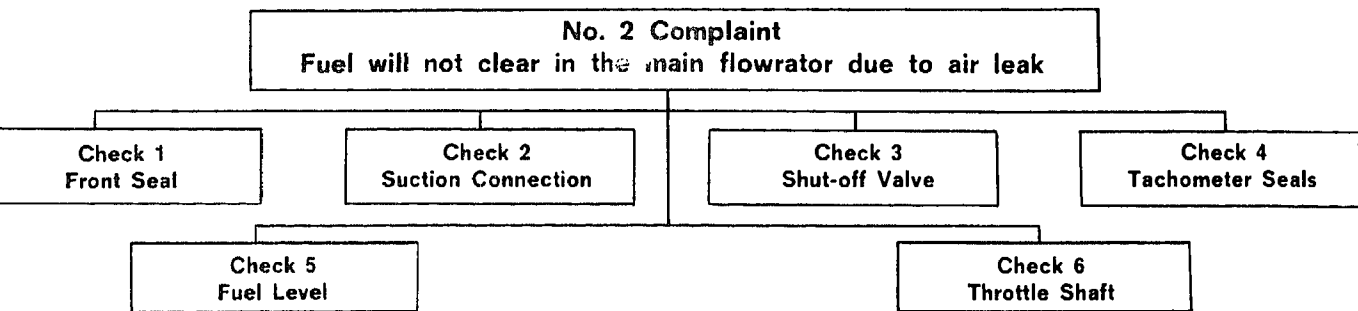 No. 2 Complaint
Fuel will not clear in the main flowrator due to air leak
Check 1
Front Seal
Check 2
Suction Connection
Check 3
Shut-off Valve
Check 4
Tachometer Seals
Check 5
Fuel Level
Check 6
Throttle Shaft